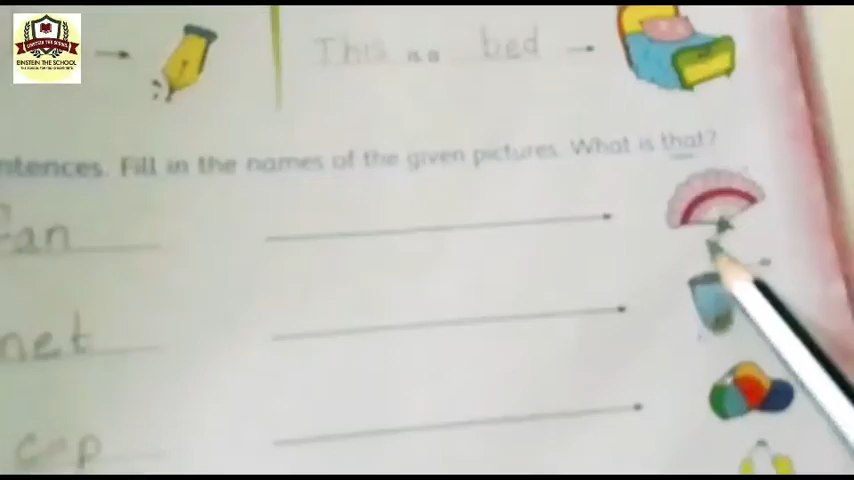 EINSTEIN THE SCHOOL
This is a bed
ntences. Fill in the names of the given pictures. What is that?
Fan
net
cap